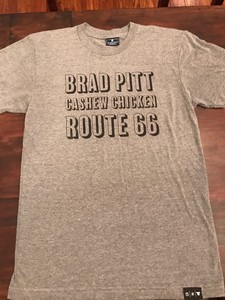 BRAD PITT
CASHEW CHICKEN
ROUTE 66